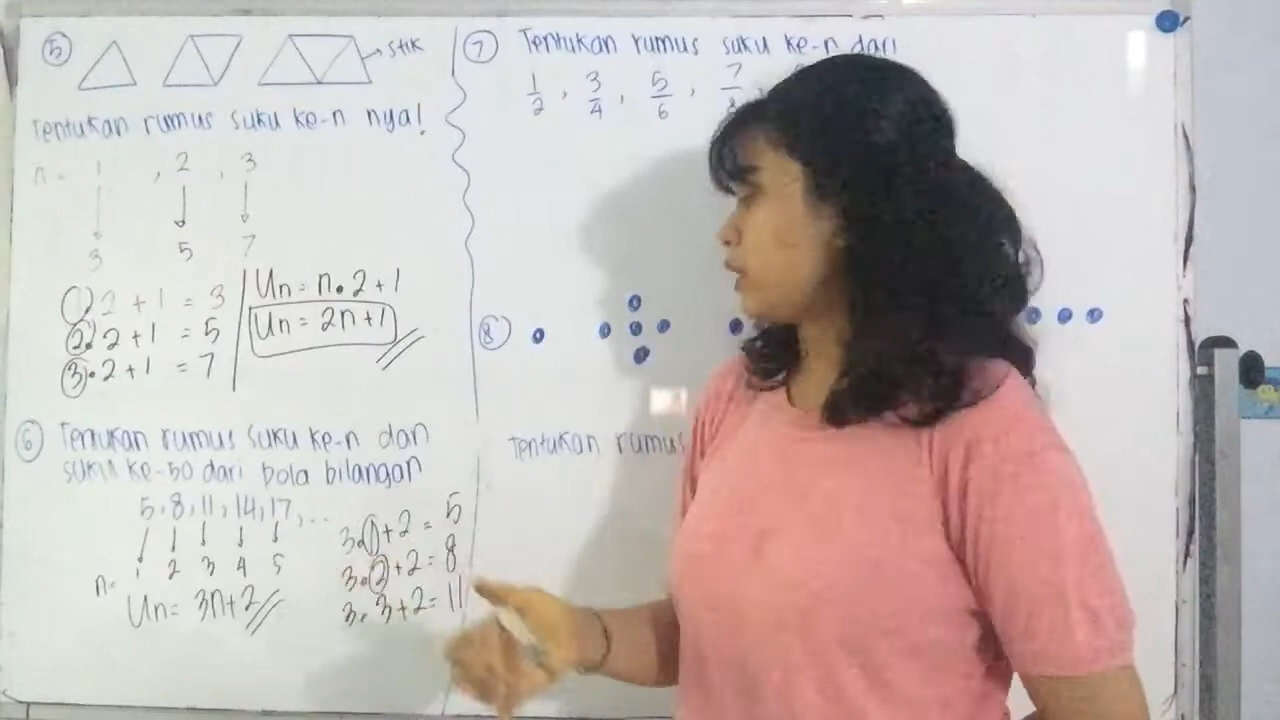 5
→ stik
Tentukan rumus suku ke-n nya!
n = 1 , 2 , 3
3 5 7
1.2 + 1 = 3
2.2 + 1 = 5
3.2 + 1 = 7
Un = n.2+1
Un = 2n+1
6 Tentukan rumus suku ke-n dan
suku ke-50 dari pola bilangan
5, 8, 11, 14, 17, ...
n= 1 2 3 4 5
Un= 3n+2
3.1+2 = 5
3.2+2 = 8
3.3+2 = 11
7 Tentukan rumus suku ke-n dari
1/2, 3/4, 5/6, 7/8
8
Tentukan rumus